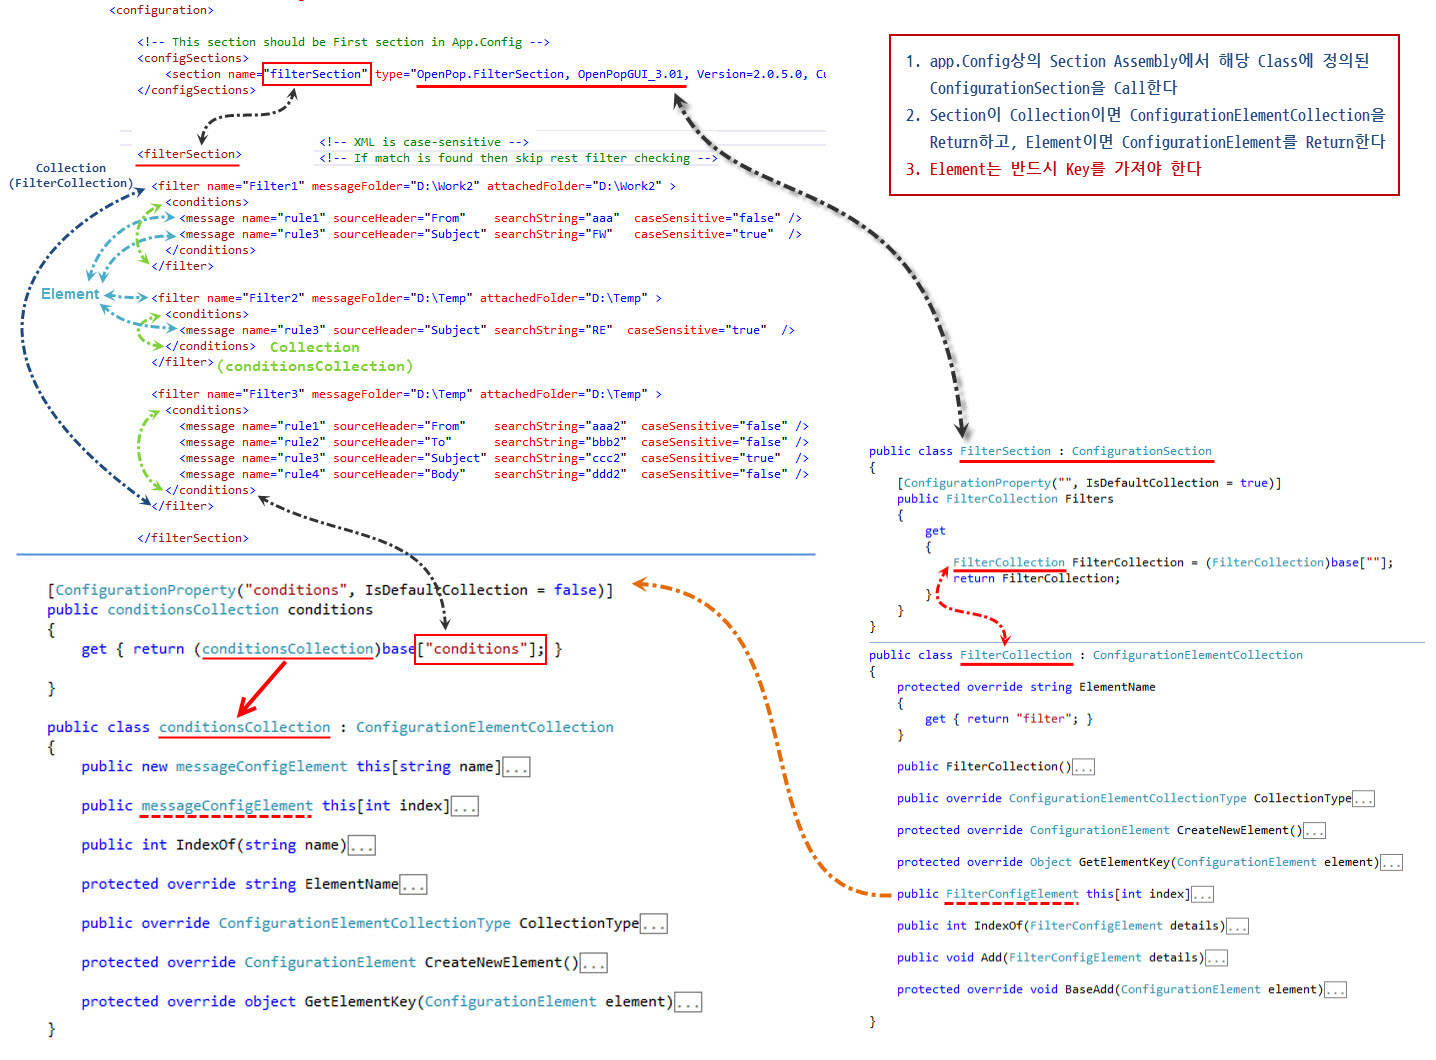 <configuration>
<!-- This section should be First section in App.Config -->
<configSections>
<section name="filterSection" type="OpenPop.FilterSection, OpenPopGUI_3.01, Version=2.0.5.0, Cu
</configSections>
<!-- XML is case-sensitive -->
<filterSection>
<!-- If match is found then skip rest filter checking -->
Collection
(FilterCollection)
<filter name="Filter1" messageFolder="D:\Work2" attachedFolder="D:\Work2" >
<conditions>
<message name="rule1" sourceHeader="From" searchString="aaa" caseSensitive="false" />
<message name="rule3" sourceHeader="Subject" searchString="FW" caseSensitive="true" />
</conditions>
</filter>
Element
<filter name="Filter2" messageFolder="D:\Temp" attachedFolder="D:\Temp" >
<conditions>
<message name="rule3" sourceHeader="Subject" searchString="RE" caseSensitive="true" />
</conditions>
Collection
</filter>
(conditionsCollection)
<filter name="Filter3" messageFolder="D:\Temp" attachedFolder="D:\Temp" >
<conditions>
<message name="rule1" sourceHeader="From" searchString="aaa2" caseSensitive="false" />
<message name="rule2" sourceHeader="To" searchString="bbb2" caseSensitive="false" />
<message name="rule3" sourceHeader="Subject" searchString="ccc2" caseSensitive="true" />
<message name="rule4" sourceHeader="Body" searchString="ddd2" caseSensitive="false" />
</conditions>
</filter>
</filterSection>
1. app.Config상의 Section Assembly에서 해당 Class에 정의된
ConfigurationSection을 Call한다
2. Section이 Collection이면 ConfigurationElementCollection을
Return하고, Element이면 ConfigurationElement를 Return한다
3. Element는 반드시 Key를 가져야 한다
[ConfigurationProperty("conditions", IsDefaultCollection = false)]
public conditionsCollection conditions
{
get { return (conditionsCollection)base["conditions"]; }
}
public class conditionsCollection : ConfigurationElementCollection
{
public new messageConfigElement this[string name]...
public messageConfigElement this[int index]...
public int IndexOf(string name)...
protected override string ElementName...
public override ConfigurationElementCollectionType CollectionType...
protected override ConfigurationElement CreateNewElement()...
protected override object GetElementKey(ConfigurationElement element)...
}
public class FilterSection : ConfigurationSection
{
[ConfigurationProperty("", IsDefaultCollection = true)]
public FilterCollection Filters
{
get
{
FilterCollection FilterCollection = (FilterCollection)base[""];
return FilterCollection;
}
}
}
public class FilterCollection : ConfigurationElementCollection
{
protected override string ElementName
{
get { return "filter"; }
}
public FilterCollection()...
public override ConfigurationElementCollectionType CollectionType...
protected override ConfigurationElement CreateNewElement()...
protected override Object GetElementKey(ConfigurationElement element)...
public FilterConfigElement this[int index]...
public int IndexOf(FilterConfigElement details)...
public void Add(FilterConfigElement details)...
protected override void BaseAdd(ConfigurationElement element)...
}